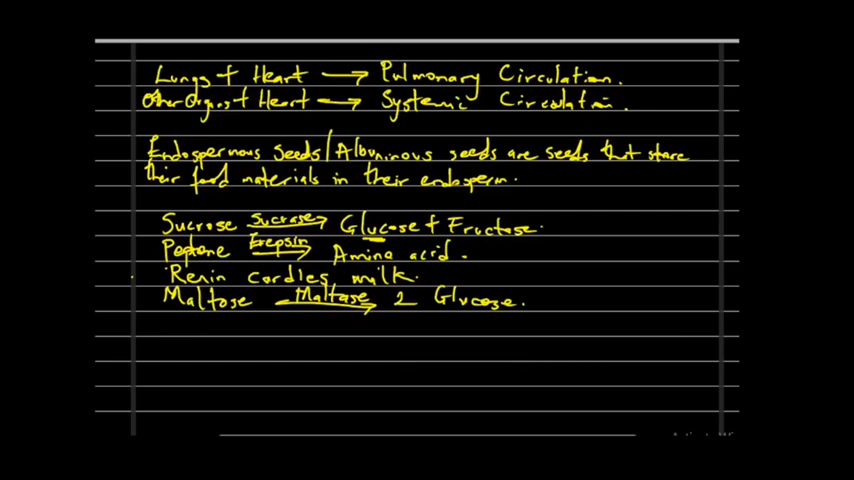 Lungs + Heart → Pulmonary Circulation.
Other Organs + Heart → Systemic Circulation.
Endospermous Seeds/Albuminous seeds are seeds that store
their food materials in their endosperm.
Sucrose Sucrase→ Glucose + Fructose.
Peptone Erepsin→ Amino acid.
Renin cordles milk.
Maltose Maltase→ 2 Glucose.